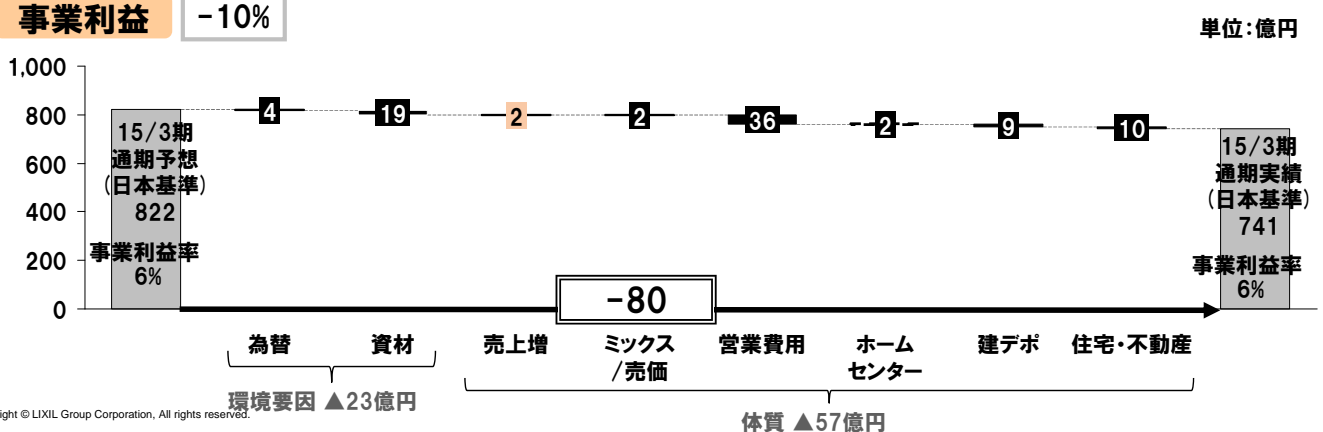 事業利益
-10%
単位:億円
1,000
800
600
400
200
0
15/3期
通期予想
(日本基準)
822
事業利益率
6%
4
19
2
2
36
2
9
10
15/3期
通期実績
(日本基準)
741
事業利益率
6%
-80
為替
資材
売上増
ミックス
/売価
営業費用
ホーム
センター
建デポ
住宅・不動産
環境要因 ▲23億円
体質 ▲57億円
ight © LIXIL Group Corporation, All rights reserved.